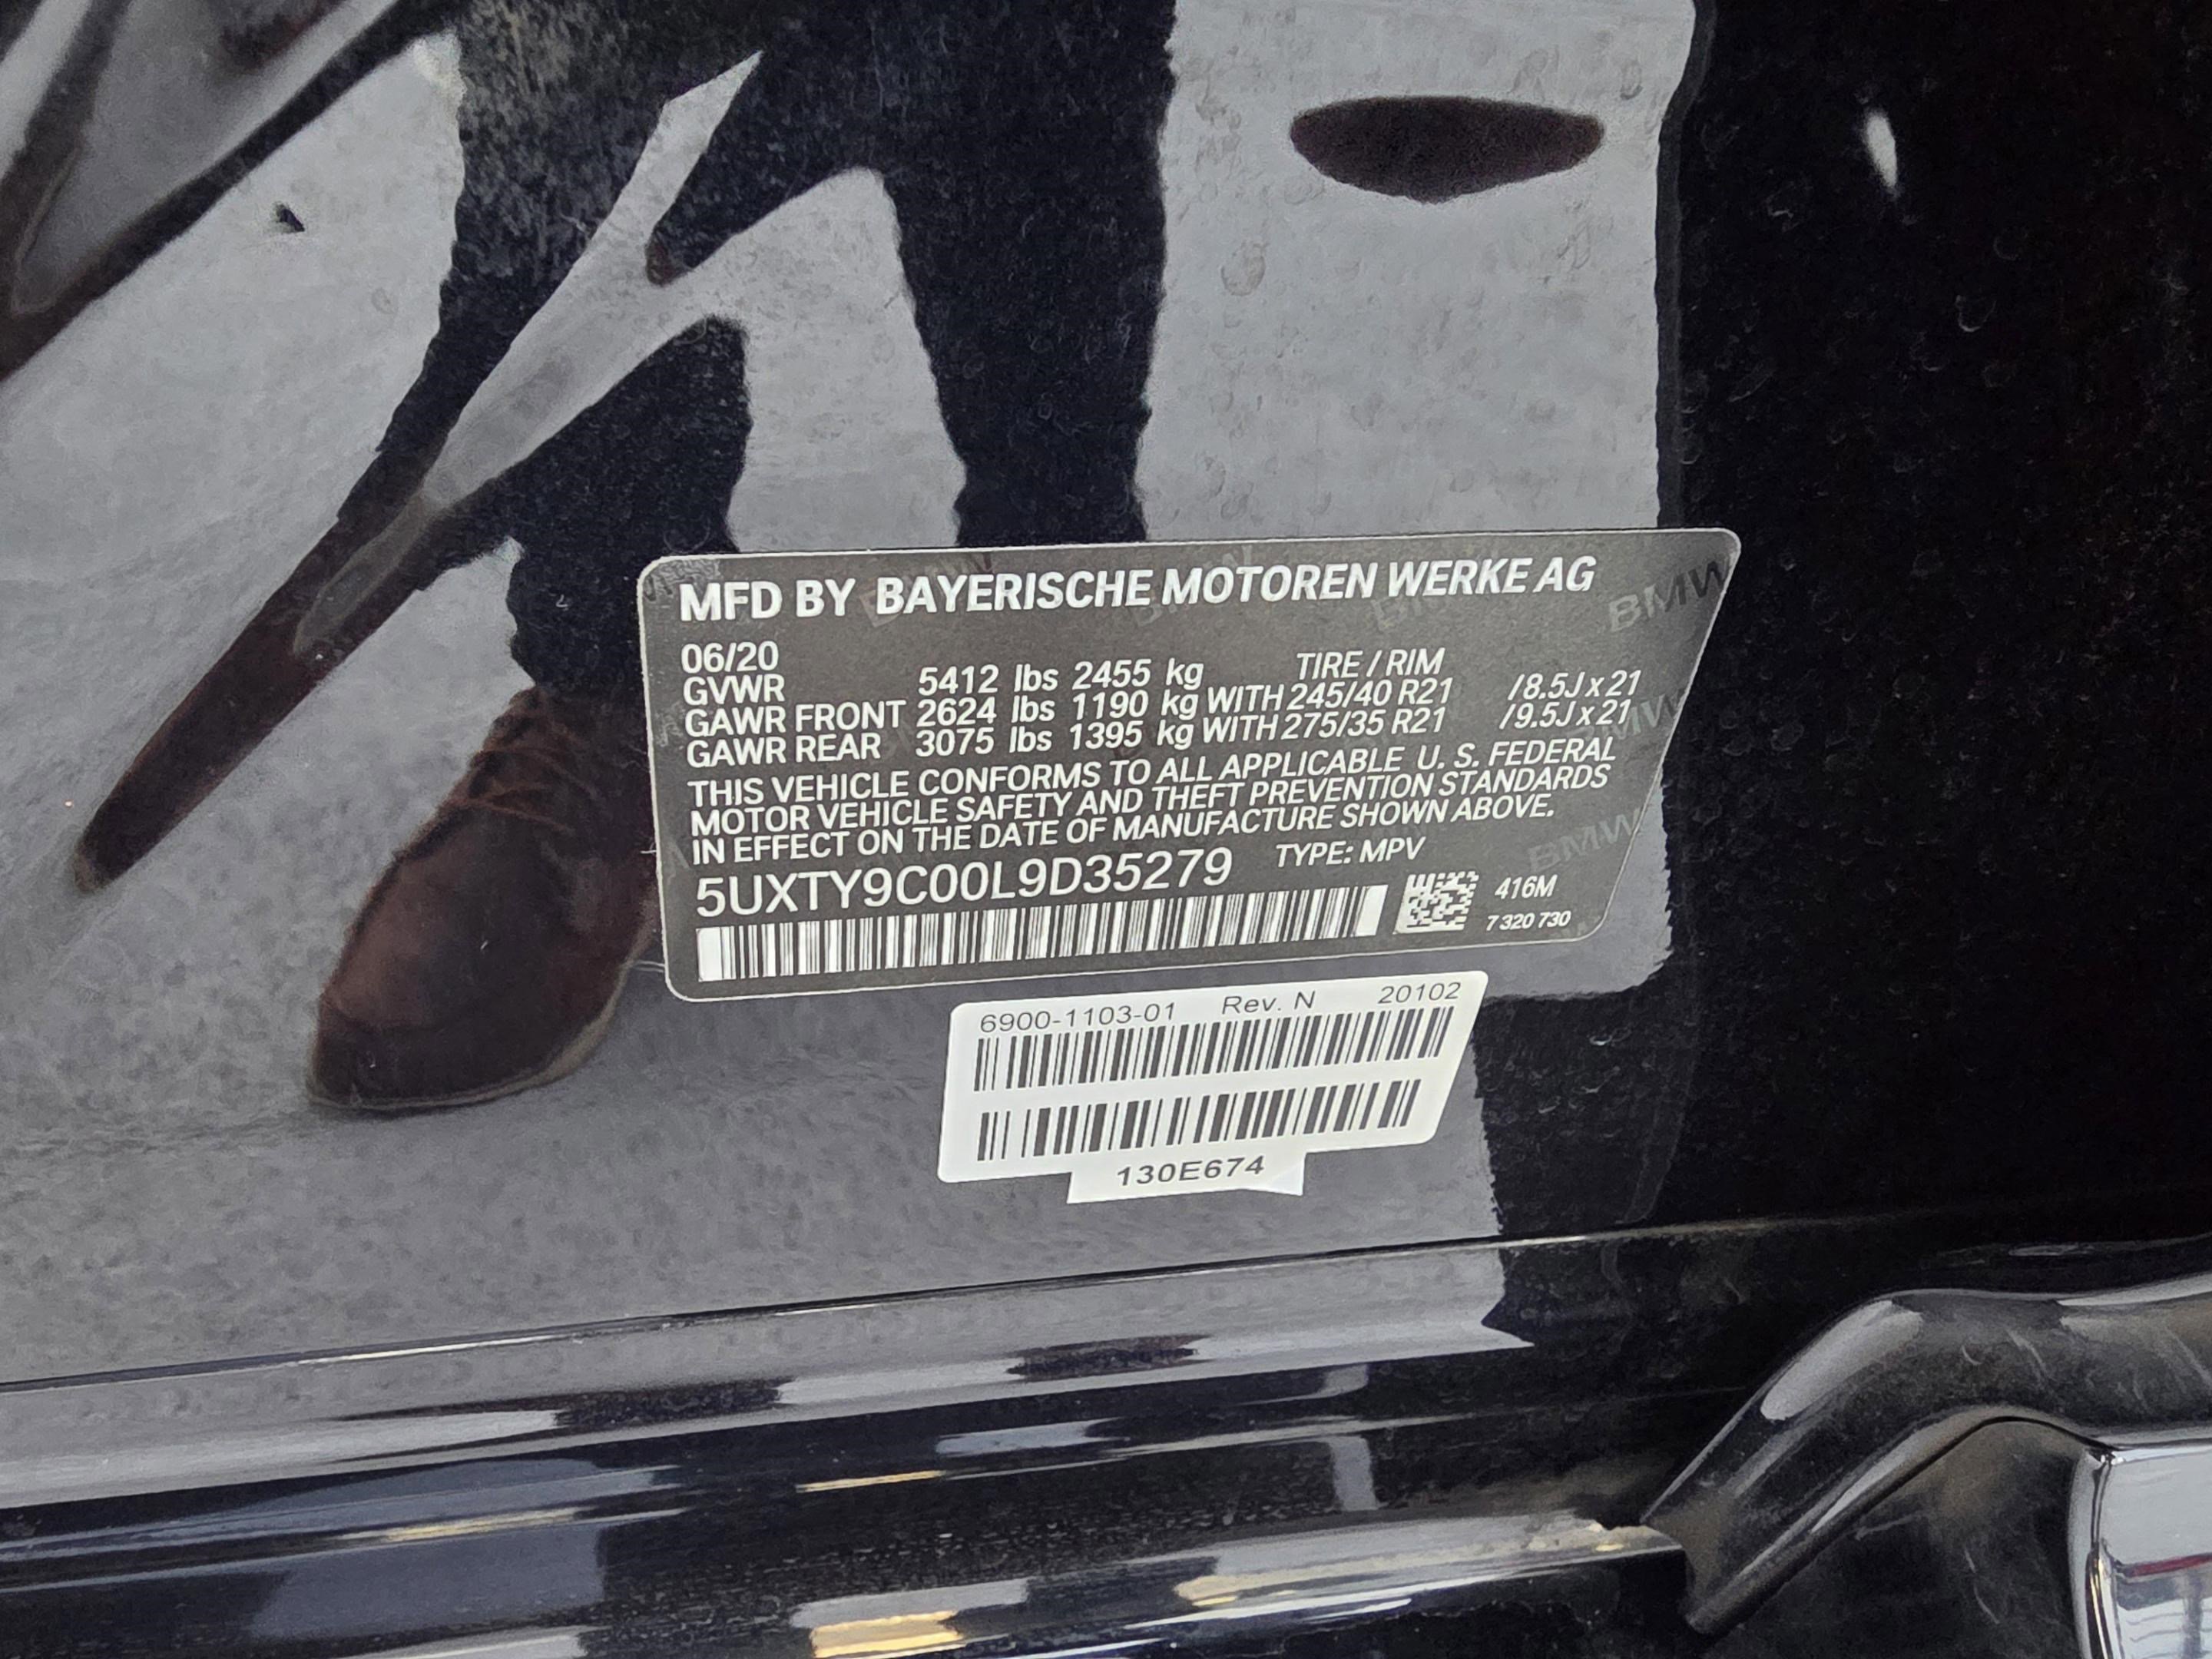 MFD BY BAYERISCHE MOTOREN WERKE AG
06/20
GVWR 5412 lbs 2455 kg TIRE / RIM
GAWR FRONT 2624 lbs 1190 kg WITH 245/40 R21 /8.5J x 21
GAWR REAR 3075 lbs 1395 kg WITH 275/35 R21 /9.5J x 21
THIS VEHICLE CONFORMS TO ALL APPLICABLE U. S. FEDERAL
MOTOR VEHICLE SAFETY AND THEFT PREVENTION STANDARDS
IN EFFECT ON THE DATE OF MANUFACTURE SHOWN ABOVE.
5UXTY9C00L9D35279 TYPE: MPV
416M
7 320 730
BMW
BMW
BMW
6900-1103-01 Rev. N 20102
130E674